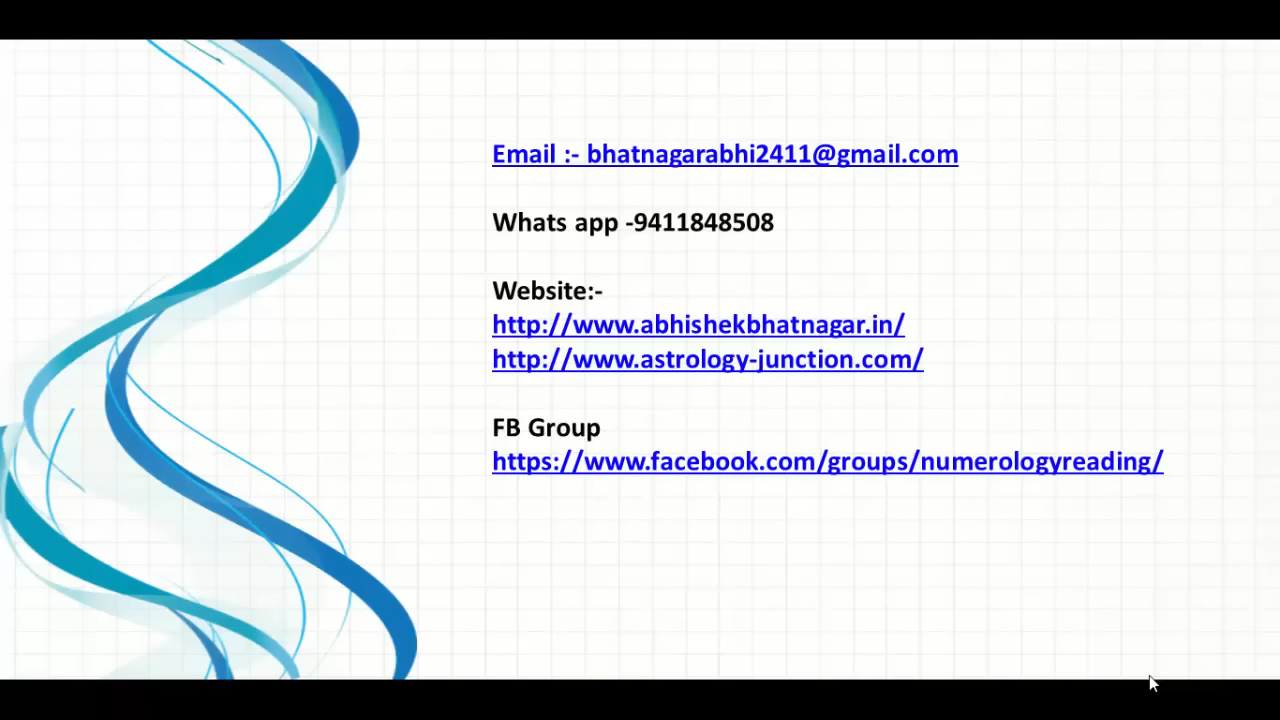 Email :- bhatnagarabhi2411@gmail.com
Whats app -9411848508
Website:-
http://www.abhishekbhatnagar.in/
http://www.astrology-junction.com/
FB Group
https://www.facebook.com/groups/numerologyreading/